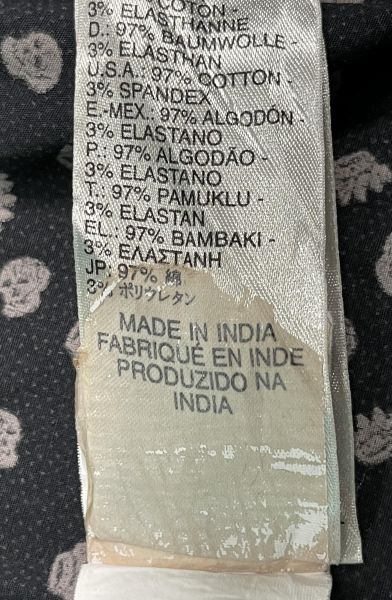 COTON -
3% ELASTHANNE
D.: 97% BAUMWOLLE -
3% ELASTHAN
U.S.A.: 97% COTTON -
3% SPANDEX
E.-MEX.: 97% ALGODÓN -
3% ELASTANO
P.: 97% ALGODÃO -
3% ELASTANO
T.: 97% PAMUKLU -
3% ELASTAN
EL.: 97% BAMBAKI -
3% ΕΛΑΣΤΑΝΗ
JP: 97% 綿
3% ポリウレタン
MADE IN INDIA
FABRIQUÉ EN INDE
PRODUZIDO NA
INDIA